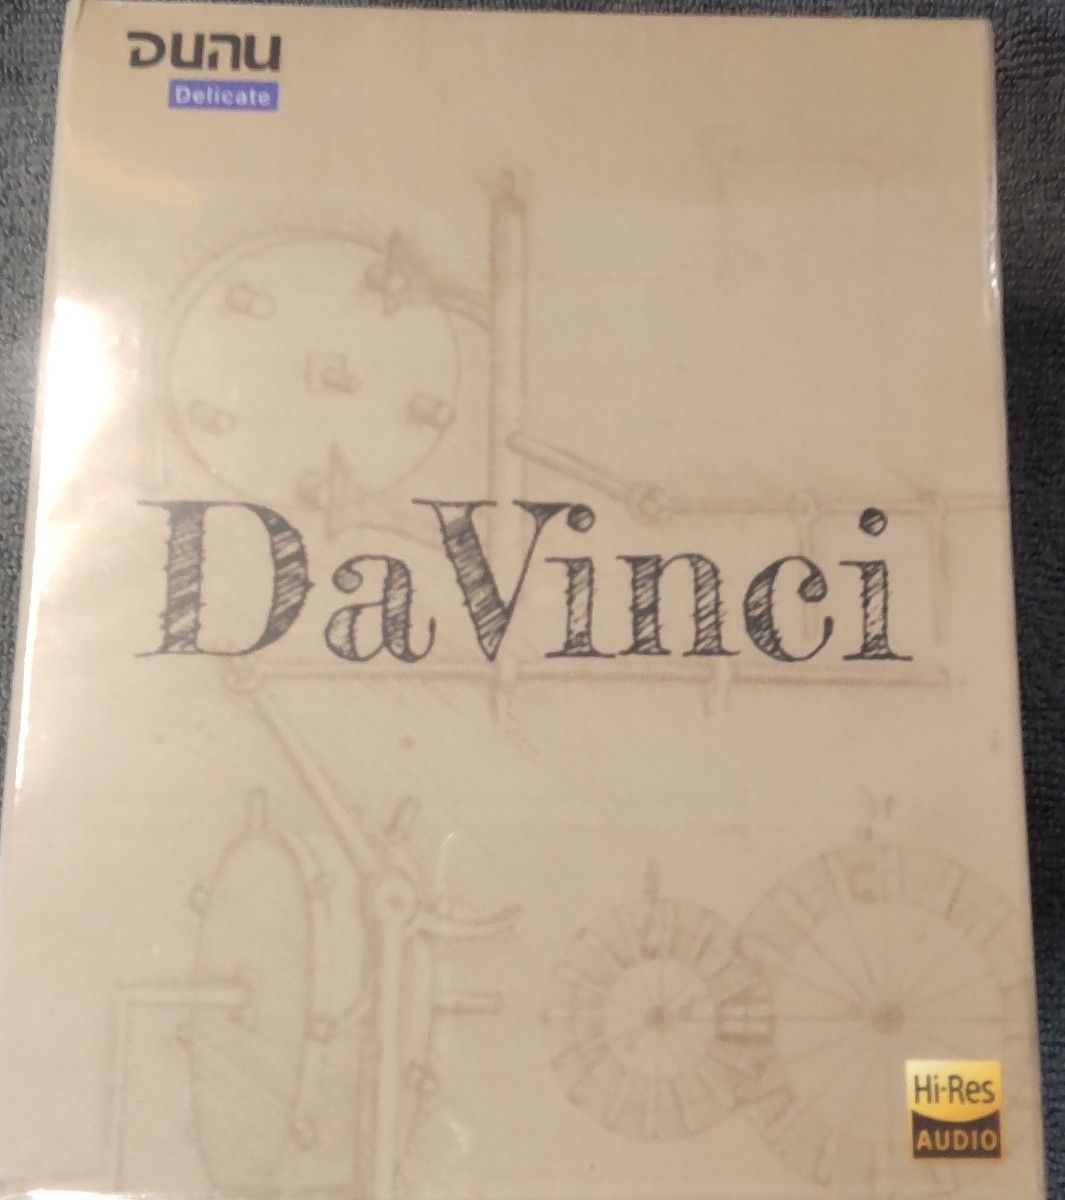 DUNU
Delicate
DaVinci
Hi-Res
AUDIO